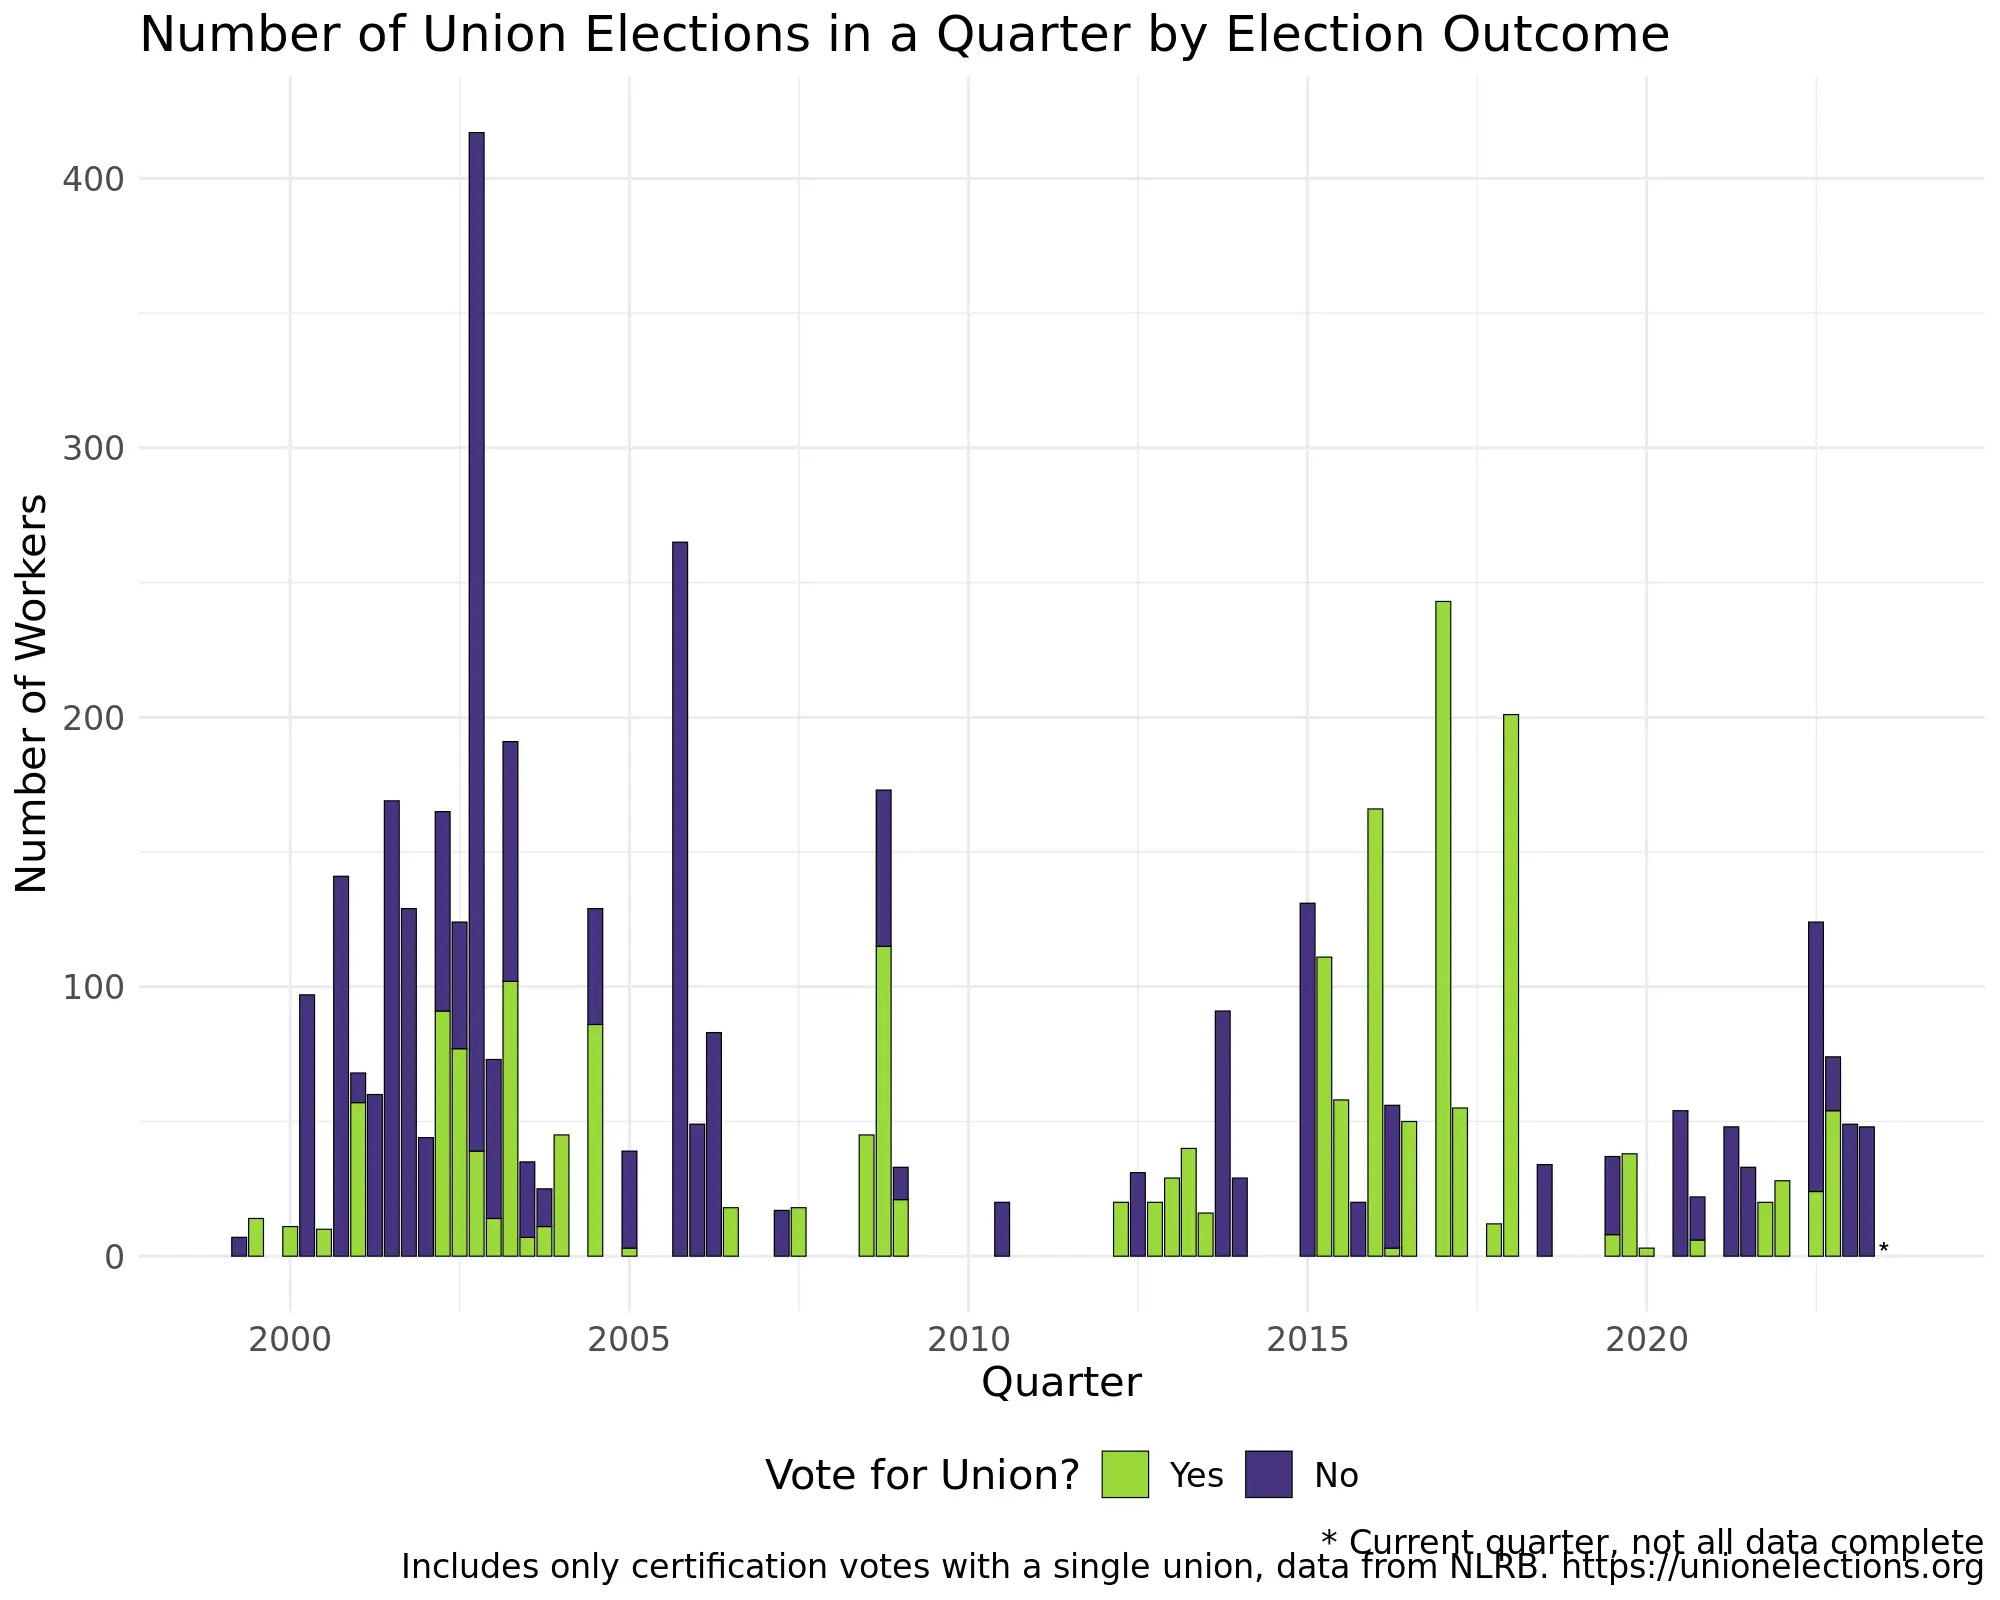 Number of Union Elections in a Quarter by Election Outcome
Number of Workers
400
300
200
100
0
*
2000 2005 2010 2015 2020
Quarter
Vote for Union? Yes No
* Current quarter, not all data complete
Includes only certification votes with a single union, data from NLRB. https://unionelections.org